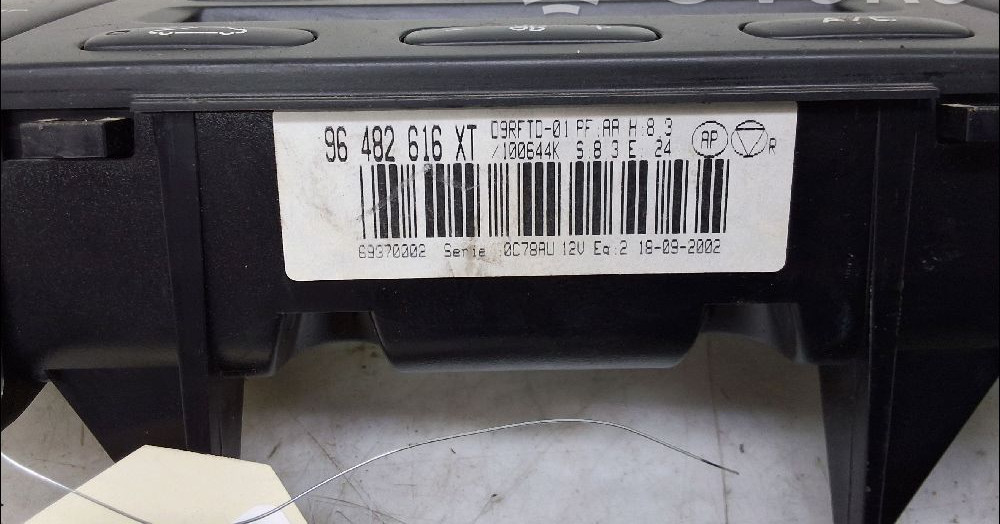 A/C
96 482 616 XT
C9RFTD-01 PF:AA H:8.3
/100644K S:8 3 E: 24
AP
R
69370002 Serie :0C78AU 12V Eq:2 18-09-2002